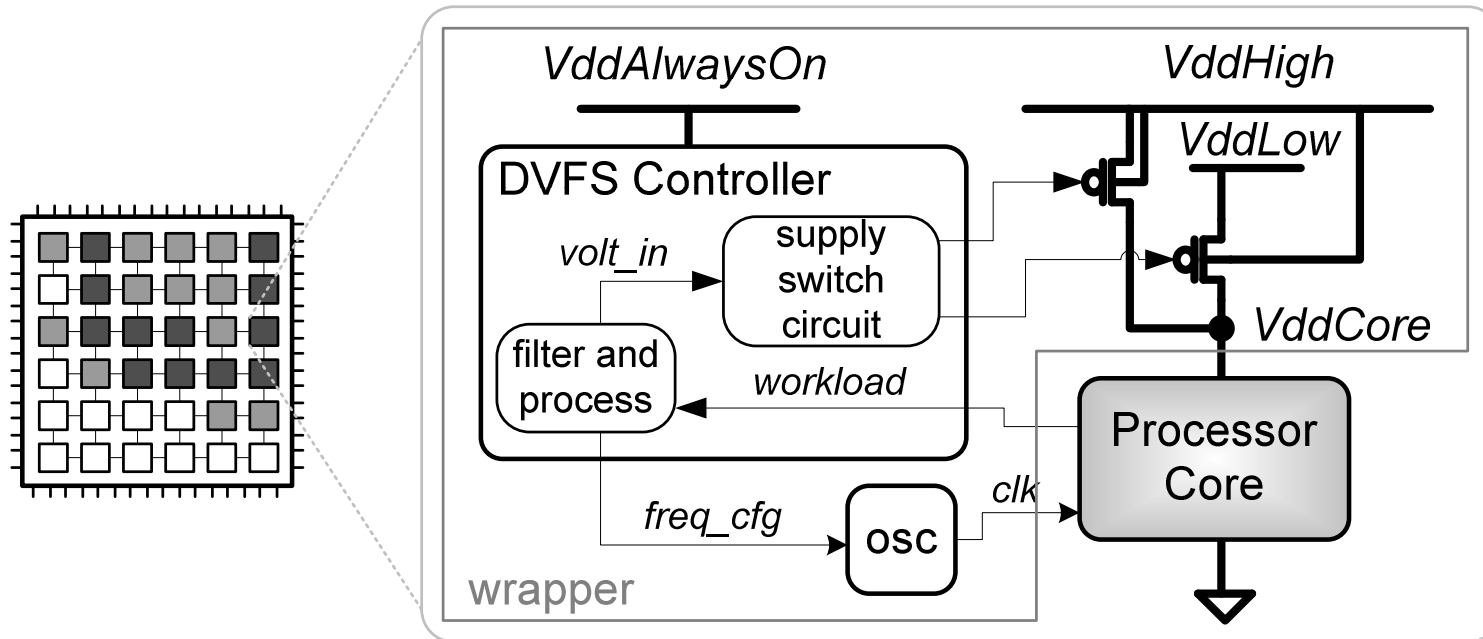 VddAlwaysOn
VddHigh
VddLow
DVFS Controller
volt_in
supply
switch
circuit
VddCore
filter and
process
workload
Processor
Core
clk
freq_cfg
osc
wrapper